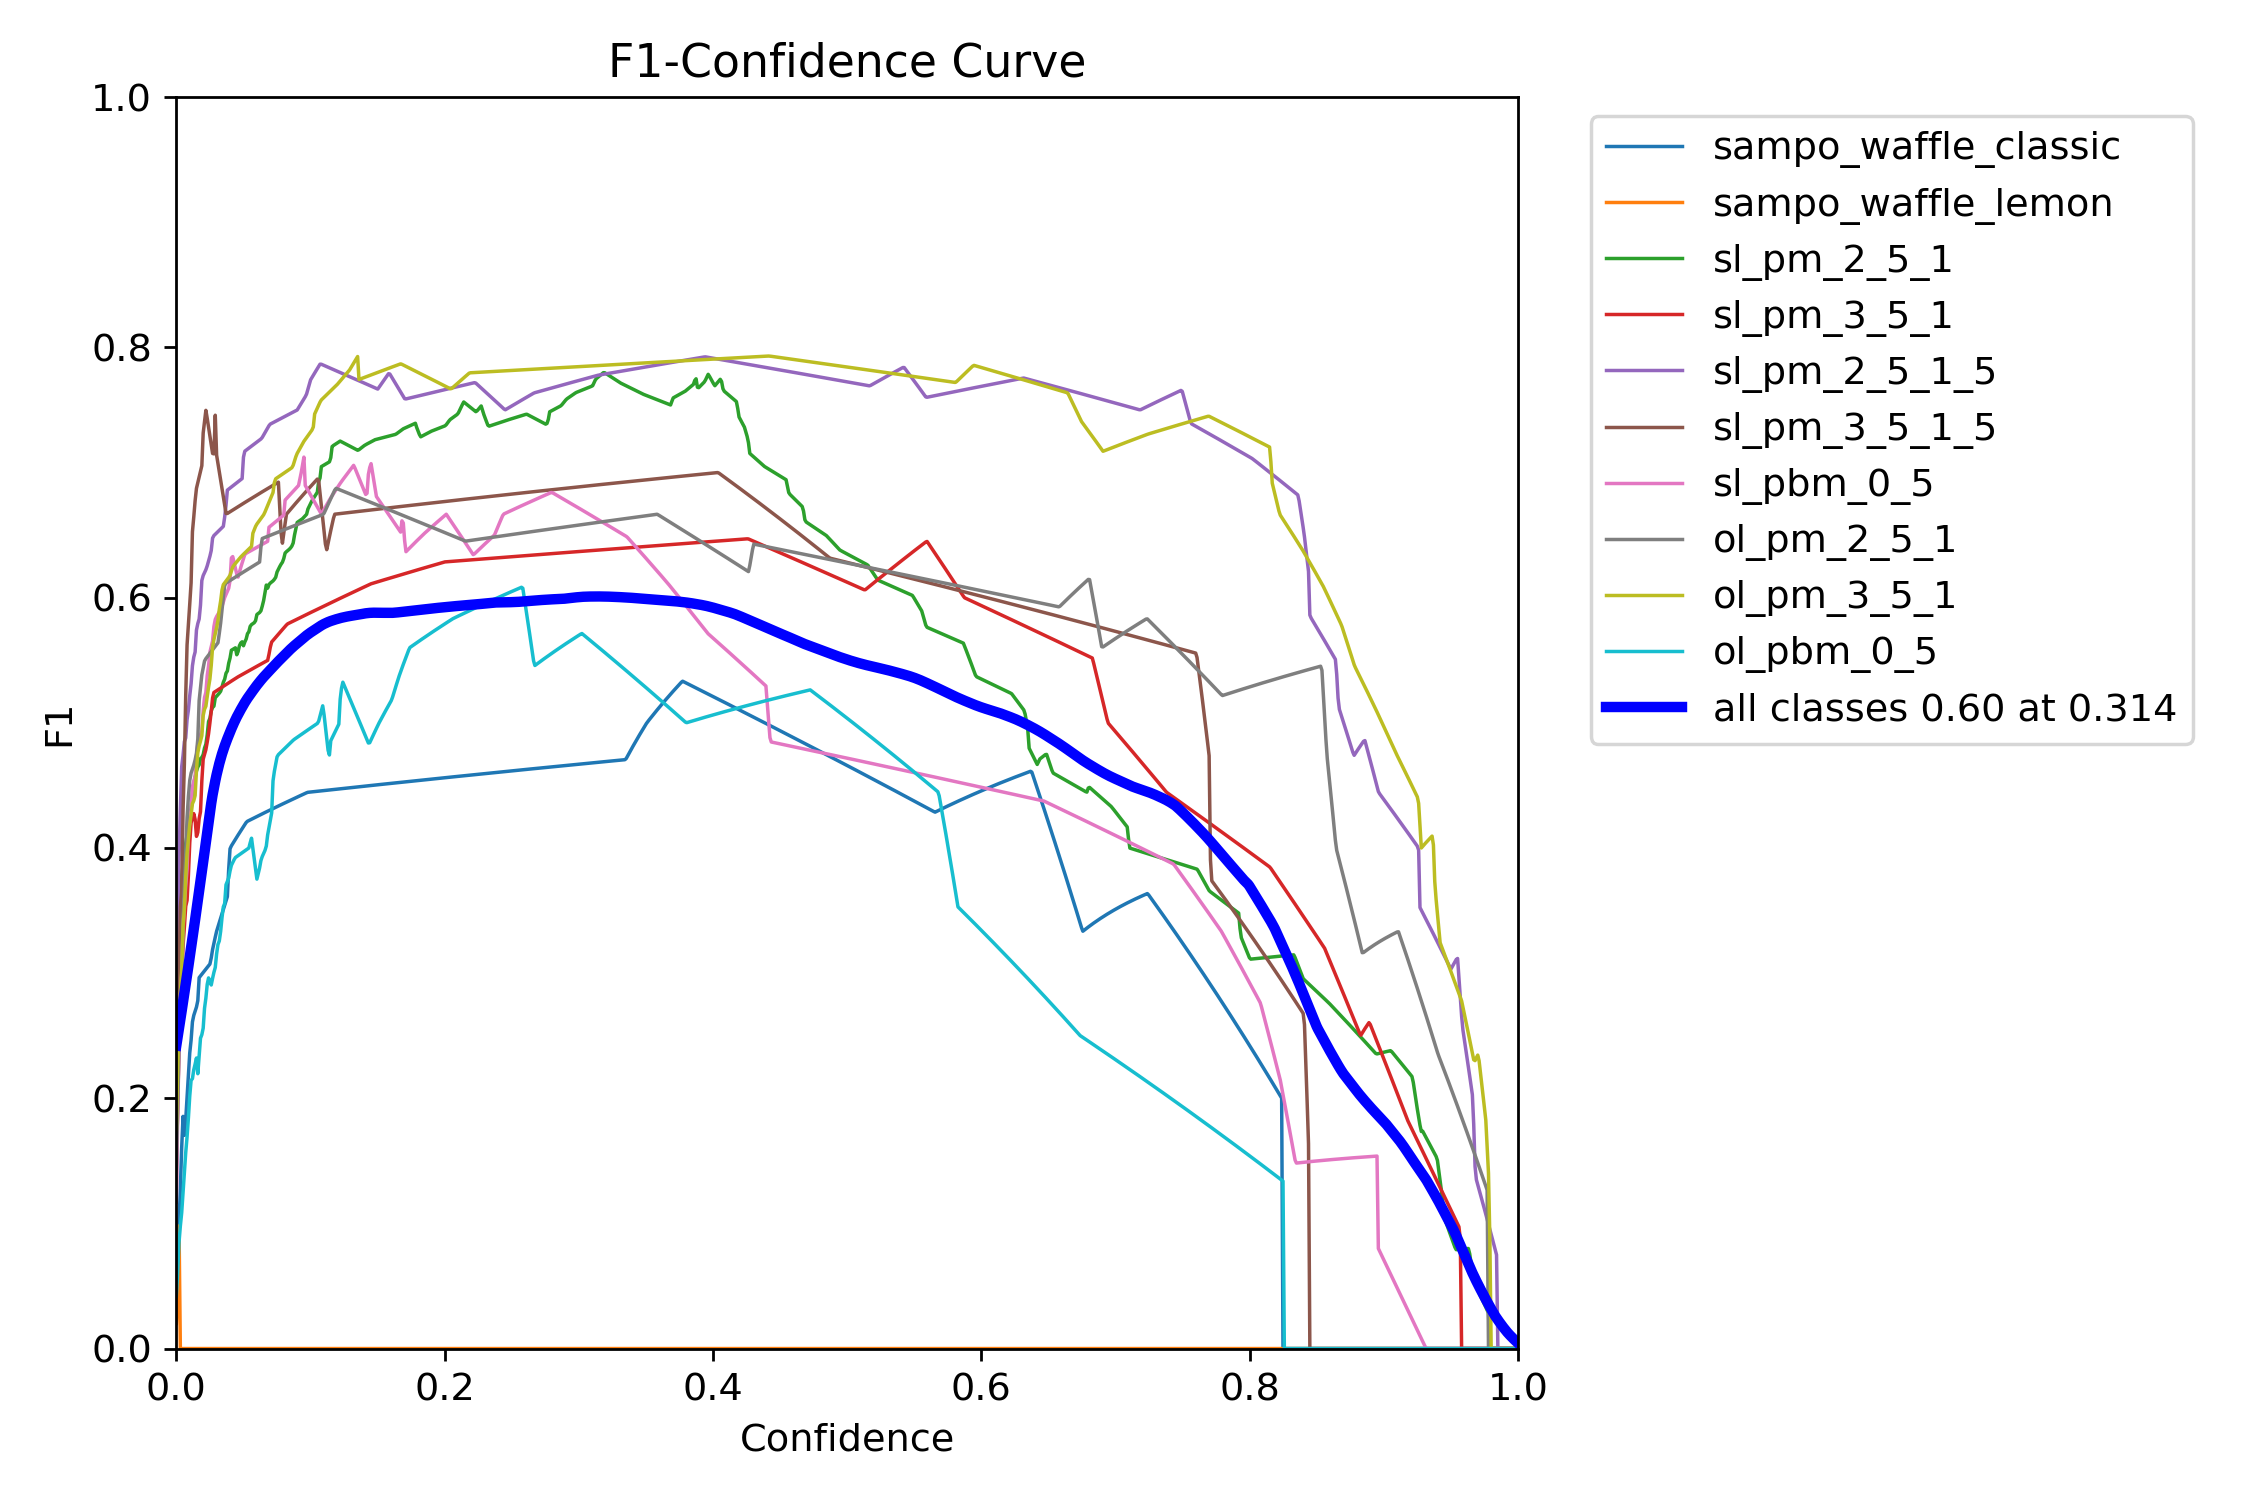 F1-Confidence Curve
1.0
0.8
0.6
0.4
0.2
0.0
F1
0.0 0.2 0.4 0.6 0.8 1.0
Confidence
sampo_waffle_classic
sampo_waffle_lemon
sl_pm_2_5_1
sl_pm_3_5_1
sl_pm_2_5_1_5
sl_pm_3_5_1_5
sl_pbm_0_5
ol_pm_2_5_1
ol_pm_3_5_1
ol_pbm_0_5
all classes 0.60 at 0.314